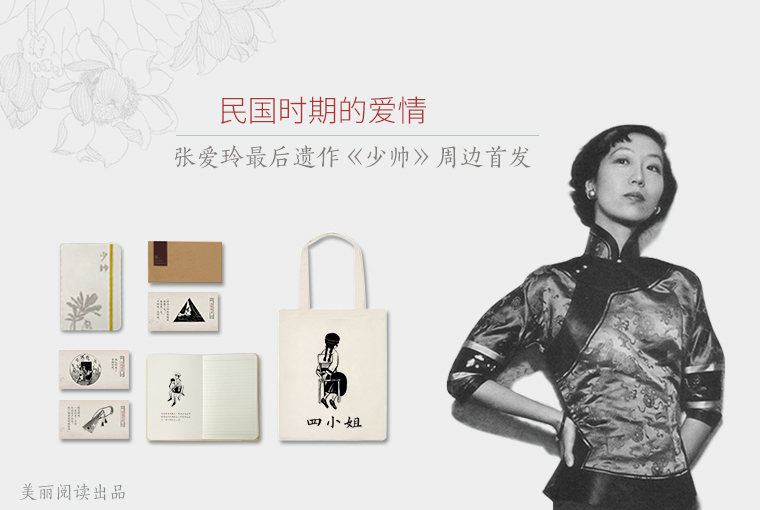 民国时期的爱情
张爱玲最后遗作《少帅》周边首发
少帅
四小姐
美丽阅读出品